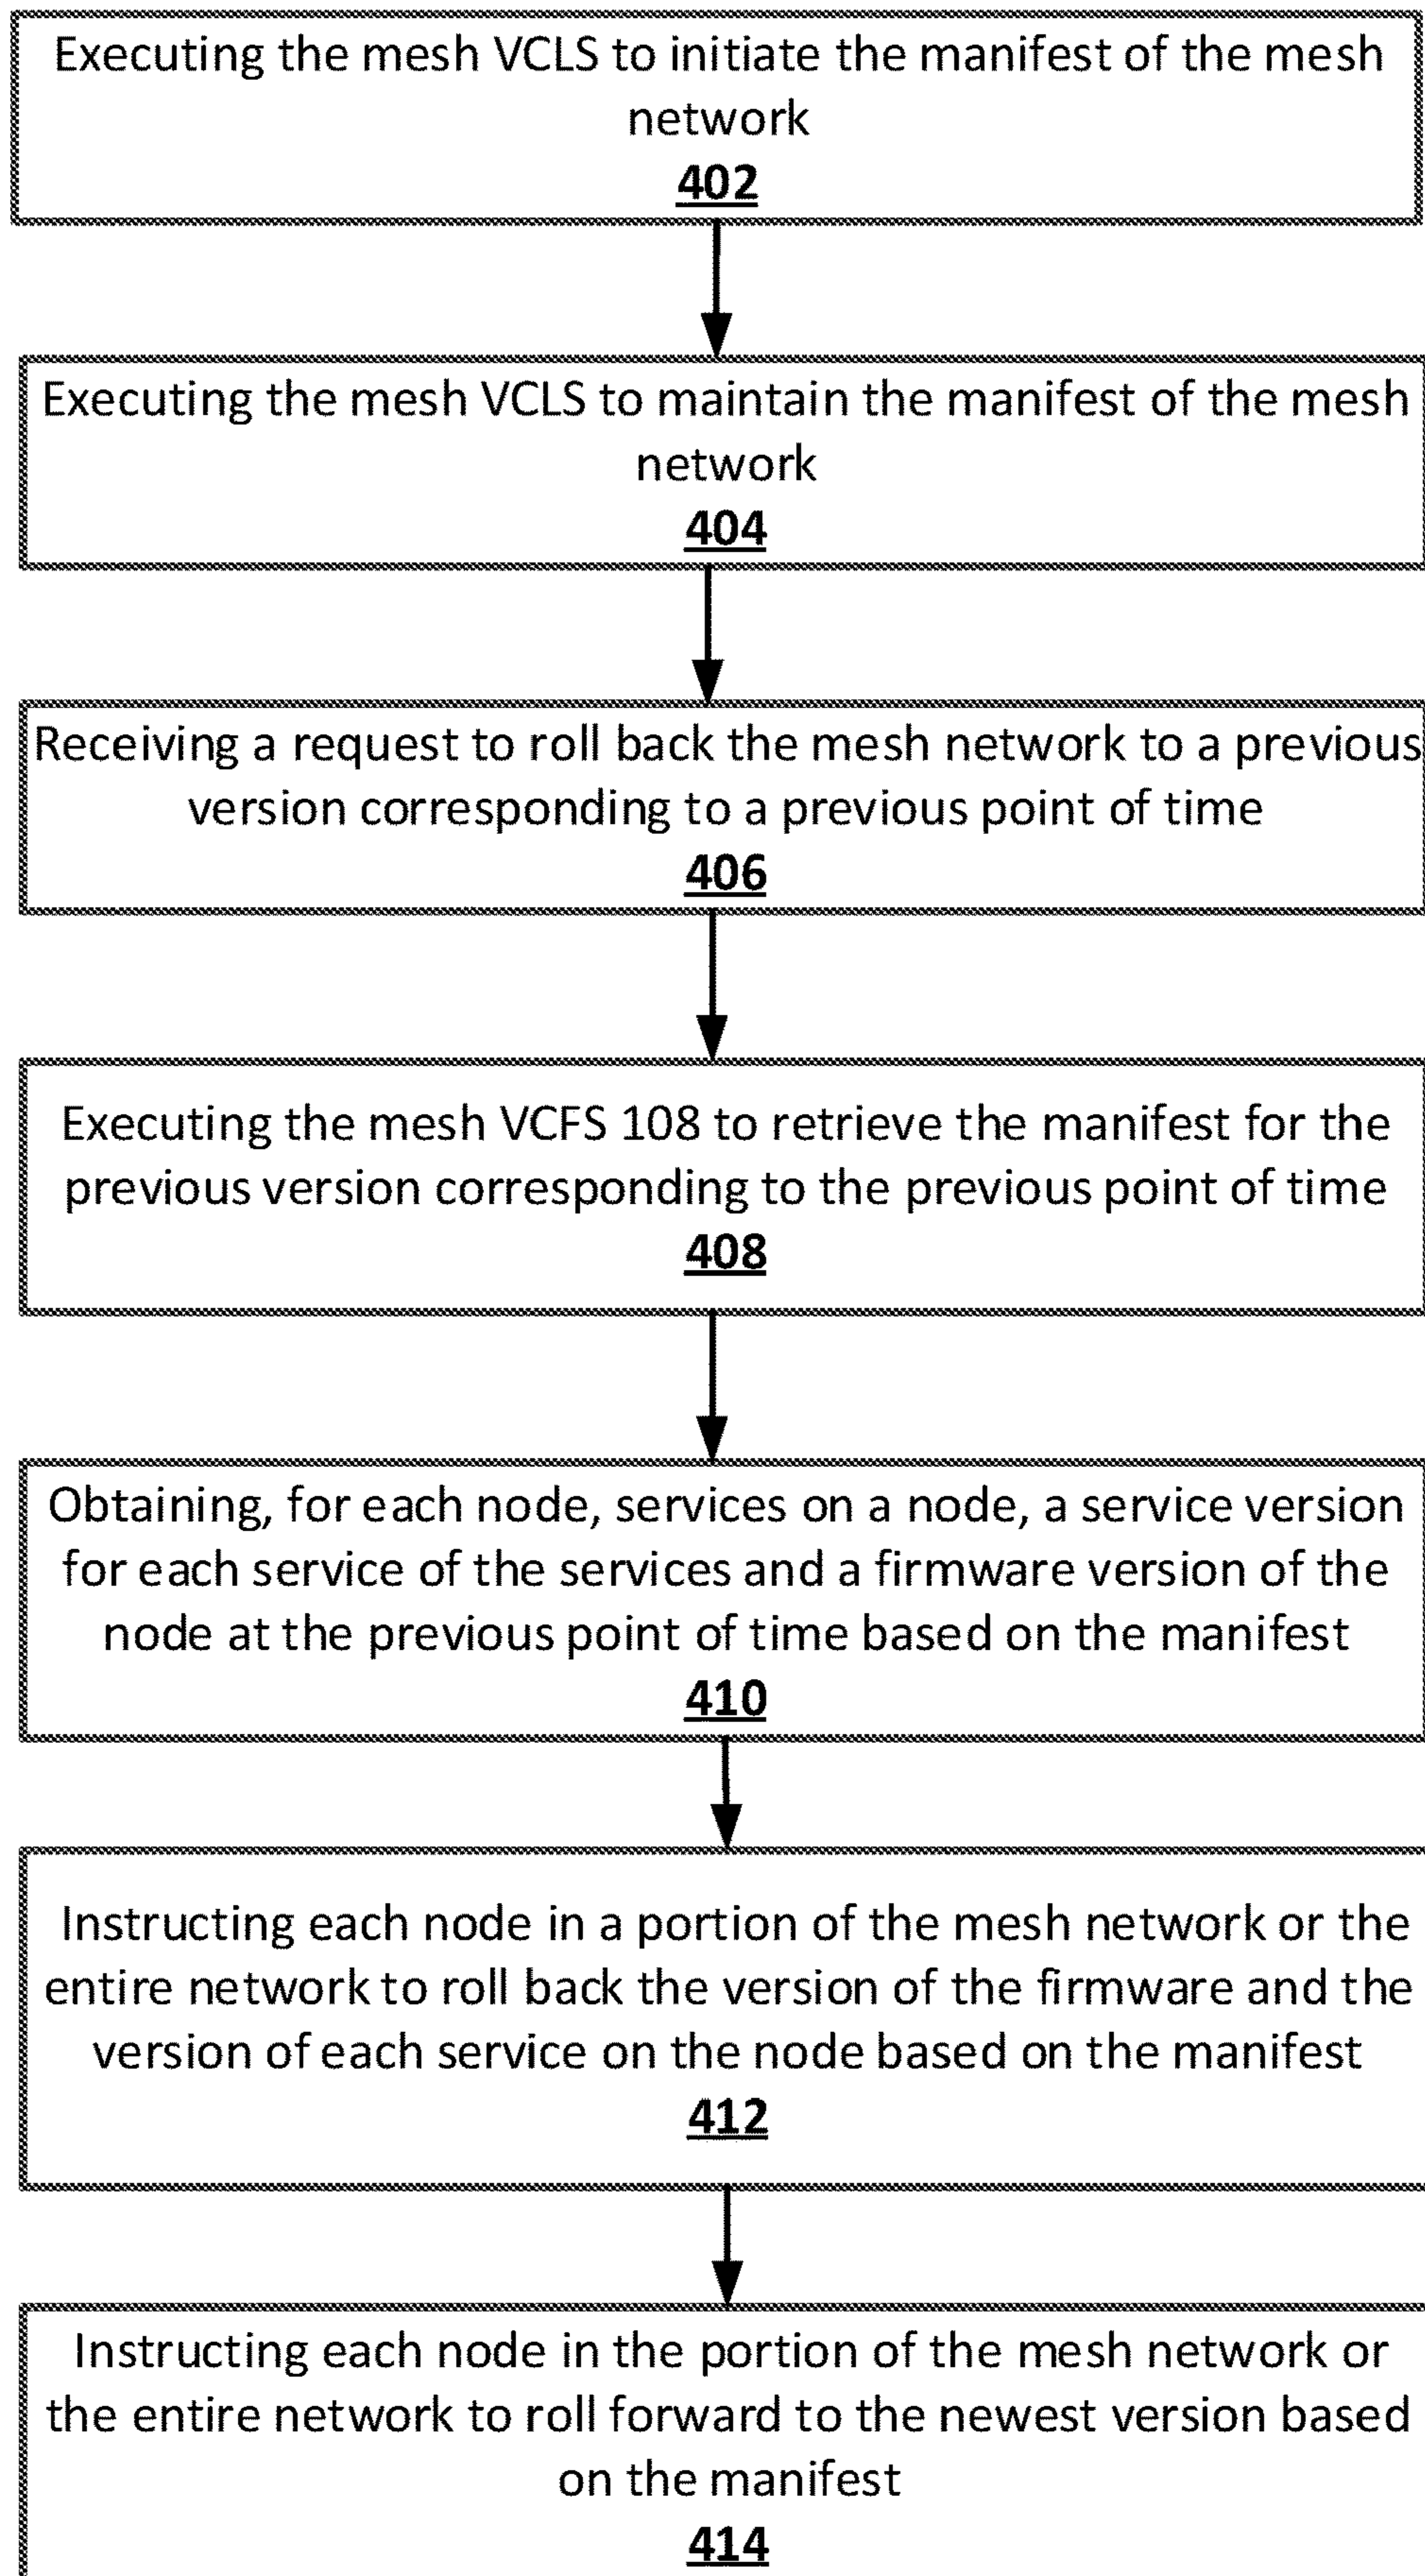 Executing the mesh VCLS to initiate the manifest of the mesh
network
402
Executing the mesh VCLS to maintain the manifest of the mesh
network
404
Receiving a request to roll back the mesh network to a previous
version corresponding to a previous point of time
406
Executing the mesh VCFS 108 to retrieve the manifest for the
previous version corresponding to the previous point of time
408
Obtaining, for each node, services on a node, a service version
for each service of the services and a firmware version of the
node at the previous point of time based on the manifest
410
Instructing each node in a portion of the mesh network or the
entire network to roll back the version of the firmware and the
version of each service on the node based on the manifest
412
Instructing each node in the portion of the mesh network or
the entire network to roll forward to the newest version based
on the manifest
414